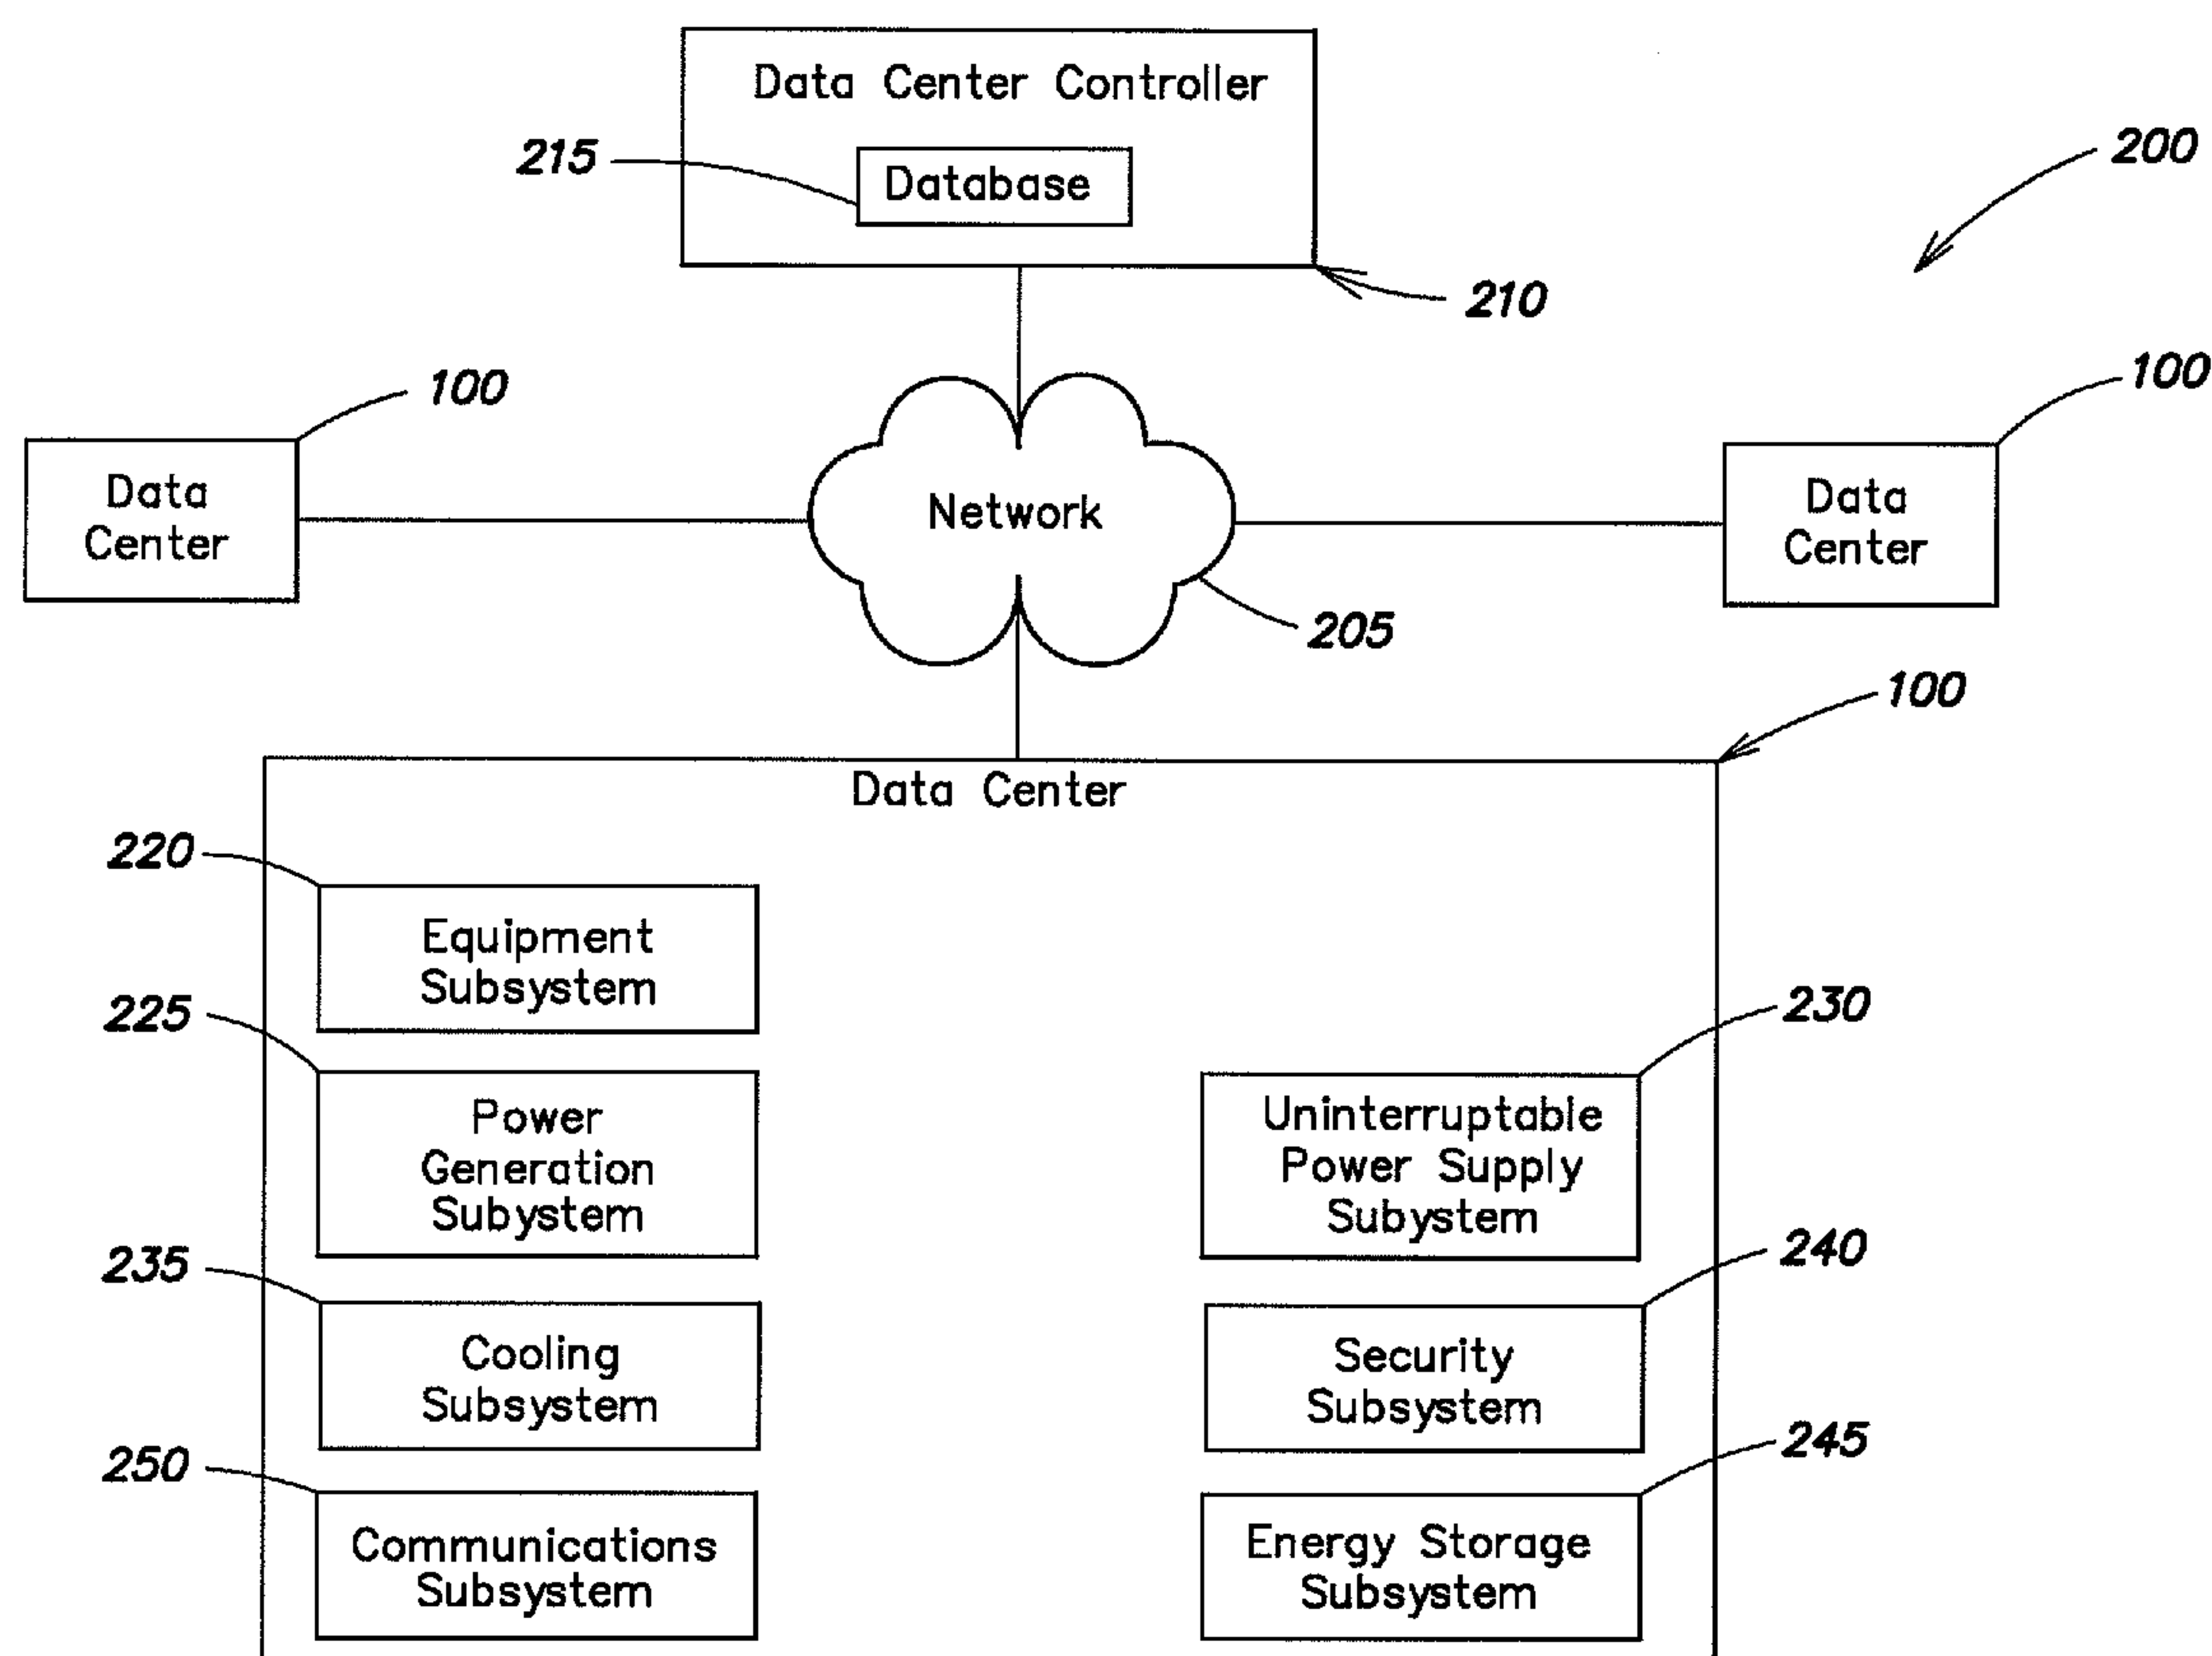 Data Center Controller
215
Database
200
210
100
100
Data
Center
Network
Data
Center
205
100
Data Center
220
Equipment
Subsystem
225
230
Power
Generation
Subystem
Uninterruptable
Power Supply
Subystem
235
240
Cooling
Subsystem
Security
Subsystem
250
245
Communications
Subsystem
Energy Storage
Subsystem